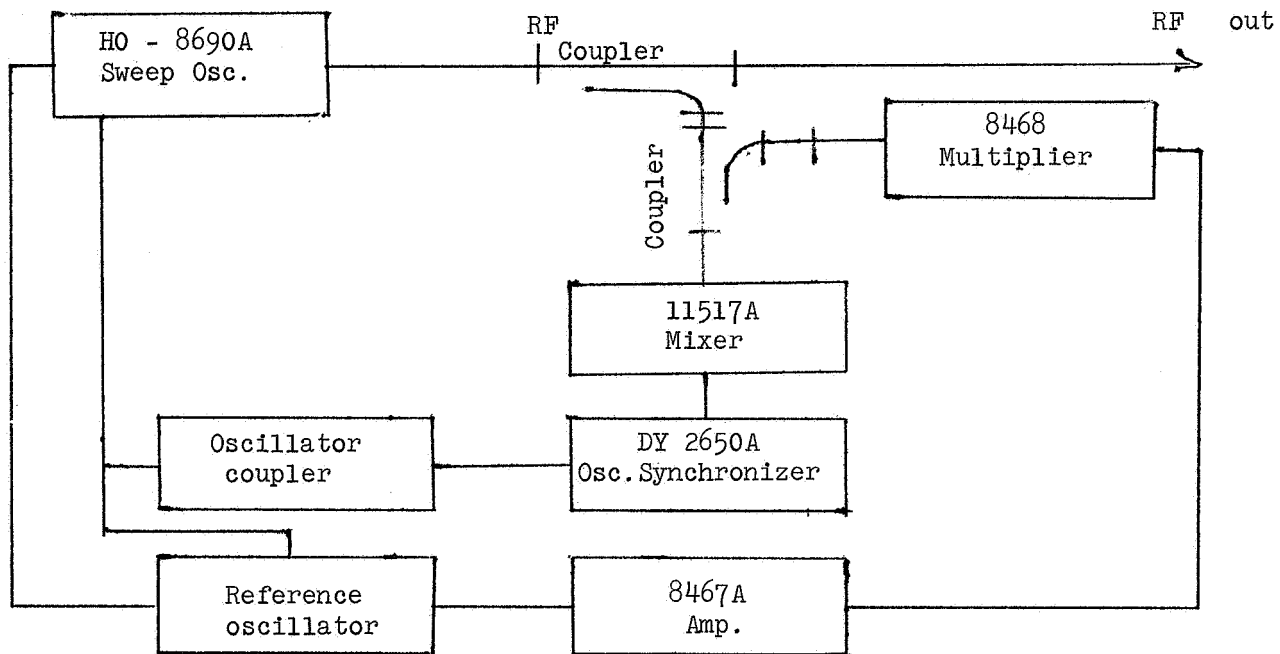 HO - 8690A
Sweep Osc.
RF
Coupler
RF out
8468
Multiplier
Coupler
11517A
Mixer
Oscillator
coupler
DY 2650A
Osc.Synchronizer
Reference
oscillator
8467A
Amp.